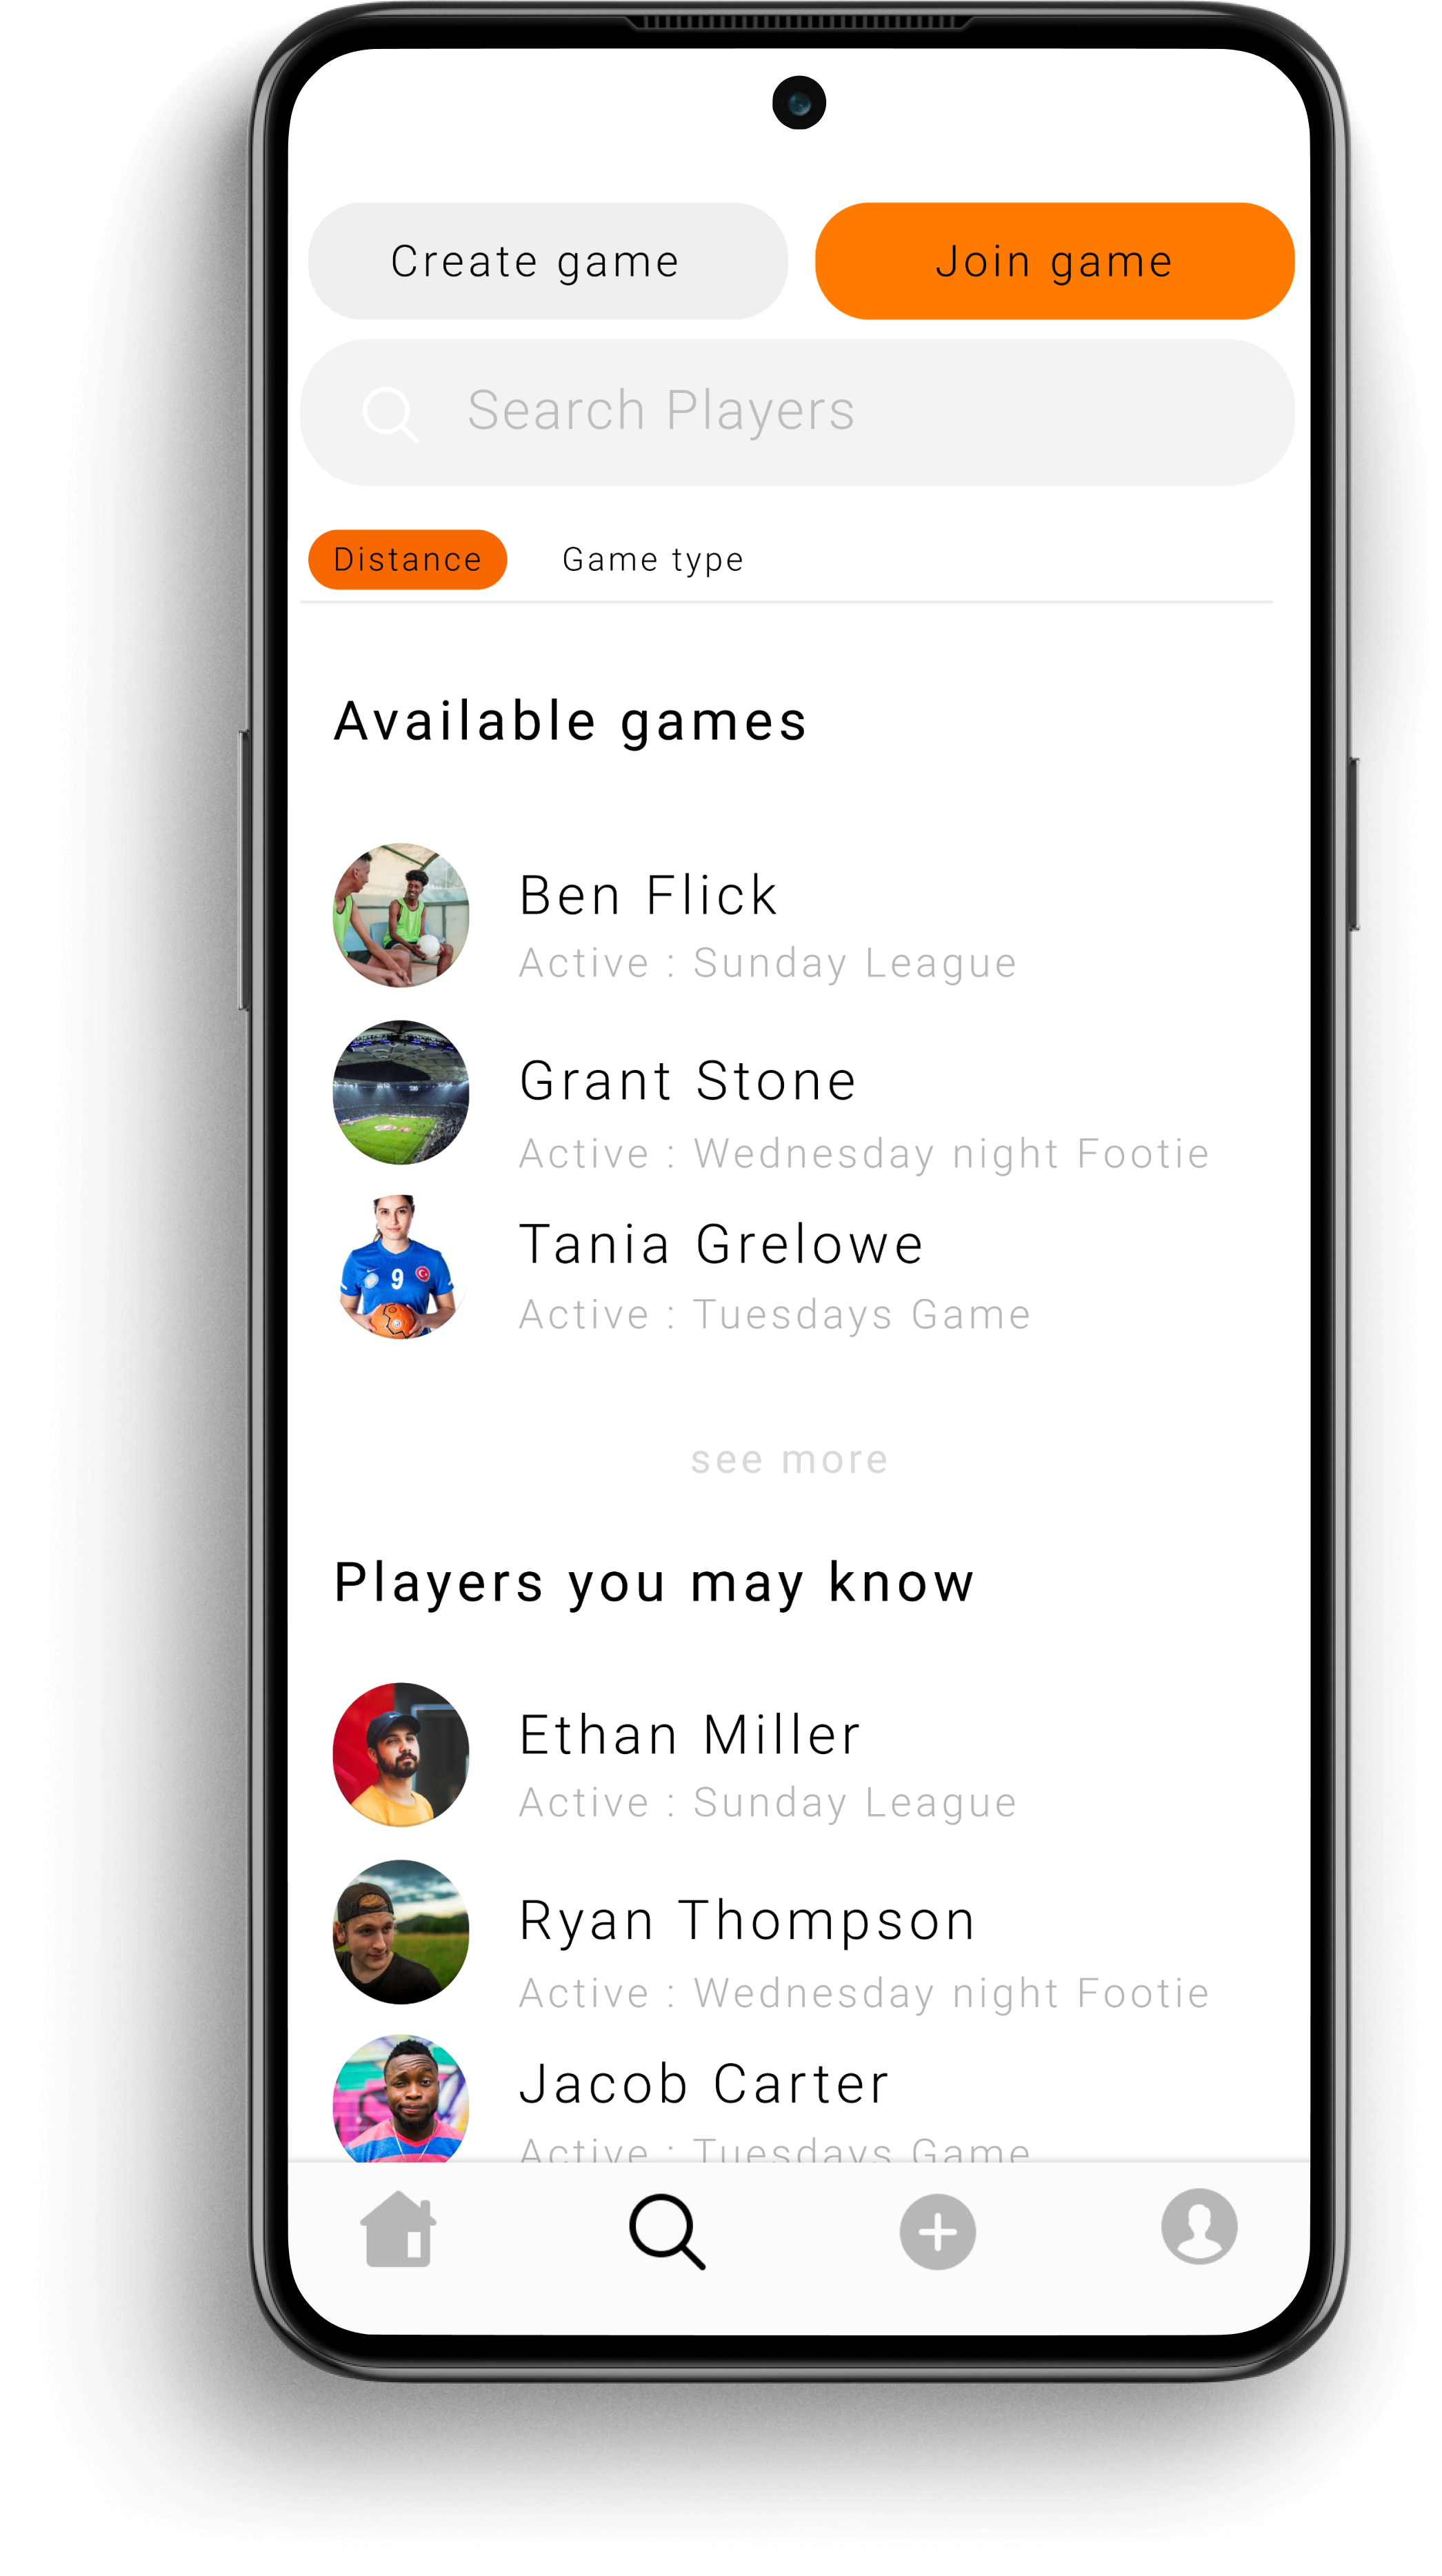 Create game
Join game
Search Players
Distance
Game type
Available games
Ben Flick
Active : Sunday League
Grant Stone
Active : Wednesday night Footie
Tania Grelowe
9
Active : Tuesdays Game
see more
Players you may know
Ethan Miller
Active : Sunday League
Ryan Thompson
Active : Wednesday night Footie
Jacob Carter
Active : Tuesdays Game